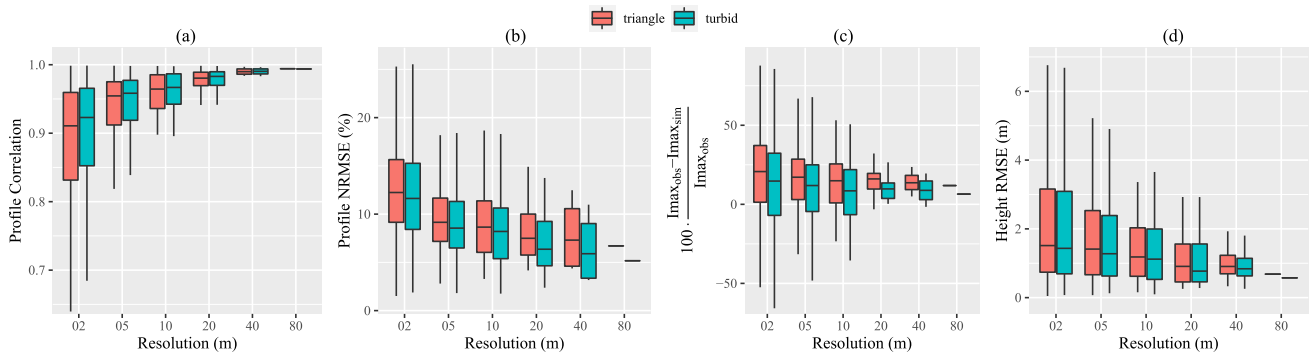 triangle turbid
(a) (b) (c) (d)
Profile Correlation
1.0
0.9
0.8
0.7
02 05 10 20 40 80
Resolution (m)
Profile NRMSE (%)
20
10
0
02 05 10 20 40 80
Resolution (m)
100 · (Imax_obs−Imax_sim)/Imax_obs
50
0
−50
02 05 10 20 40 80
Resolution (m)
Height RMSE (m)
6
4
2
0
02 05 10 20 40 80
Resolution (m)